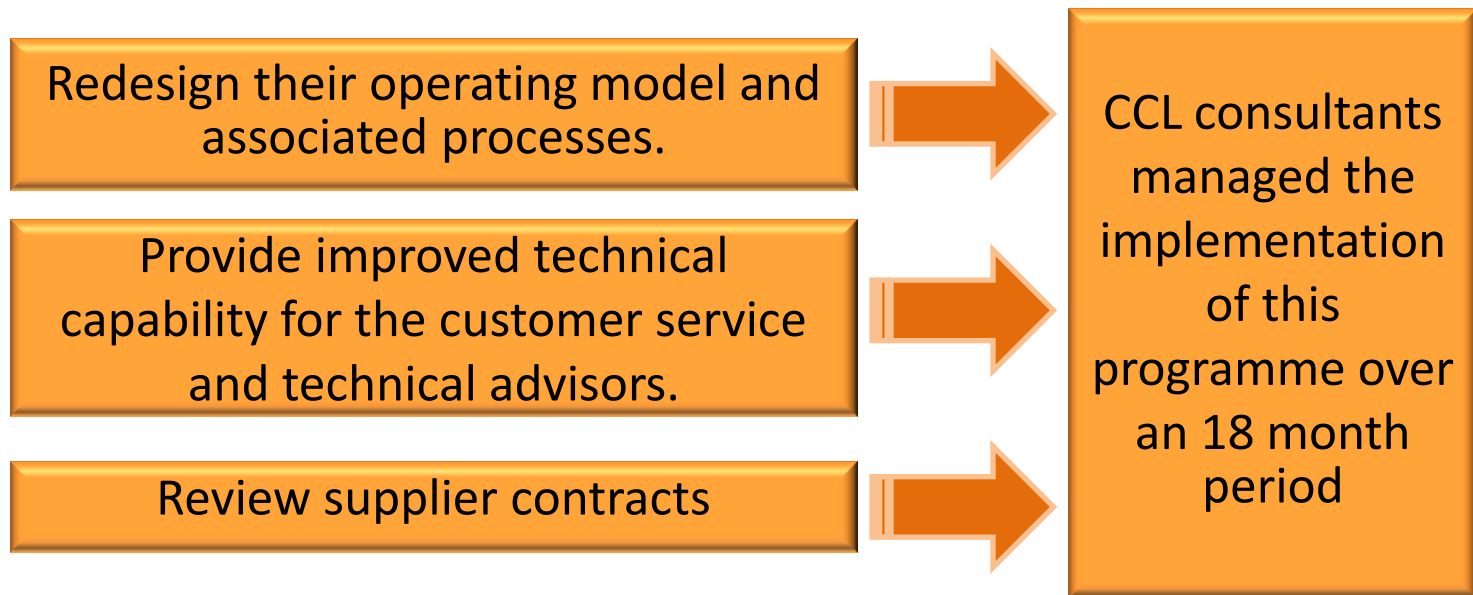 Redesign their operating model and
associated processes.
Provide improved technical
capability for the customer service
and technical advisors.
Review supplier contracts
CCL consultants
managed the
implementation
of this
programme over
an 18 month
period